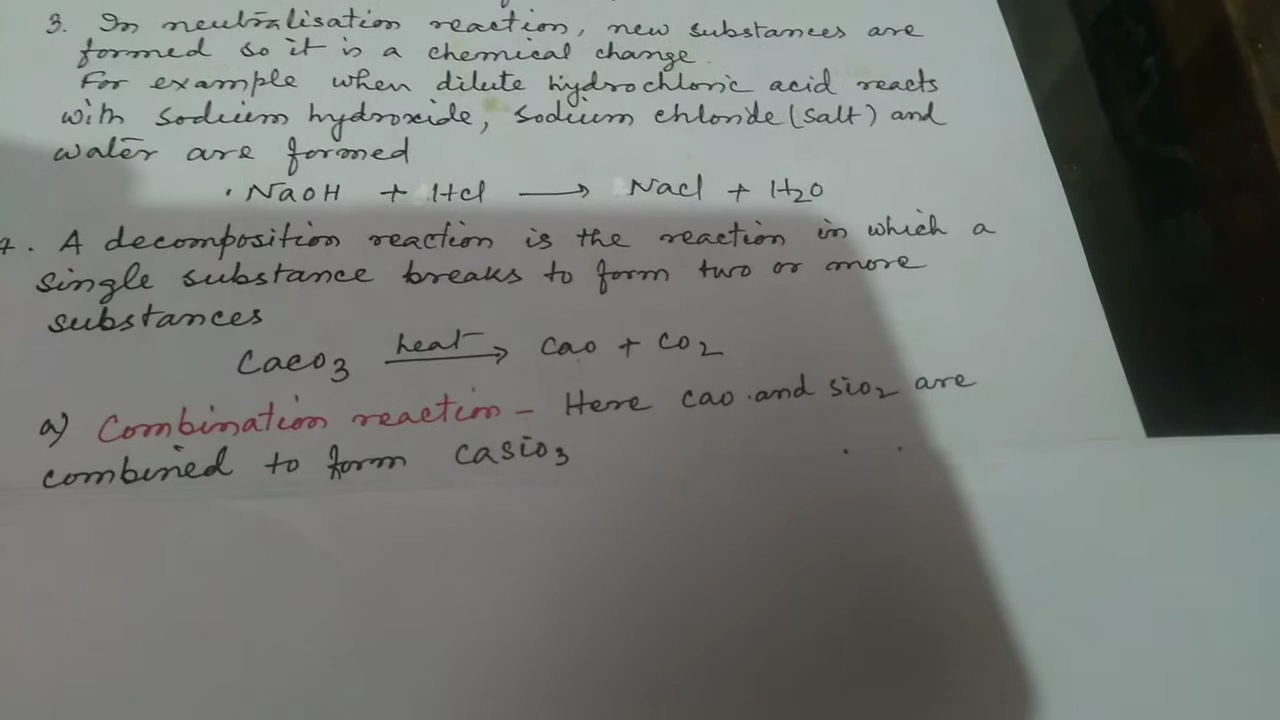 3. In neutralisation reaction, new substances are
formed so it is a chemical change.
For example when dilute hydrochloric acid reacts
with sodium hydroxide, sodium chloride (salt) and
water are formed
NaOH + HCl ⟶ NaCl + H2O
4. A decomposition reaction is the reaction in which a
single substance breaks to form two or more
substances
CaCO3 heat⟶ CaO + CO2
a) Combination reaction - Here CaO and SiO2 are
combined to form CaSiO3